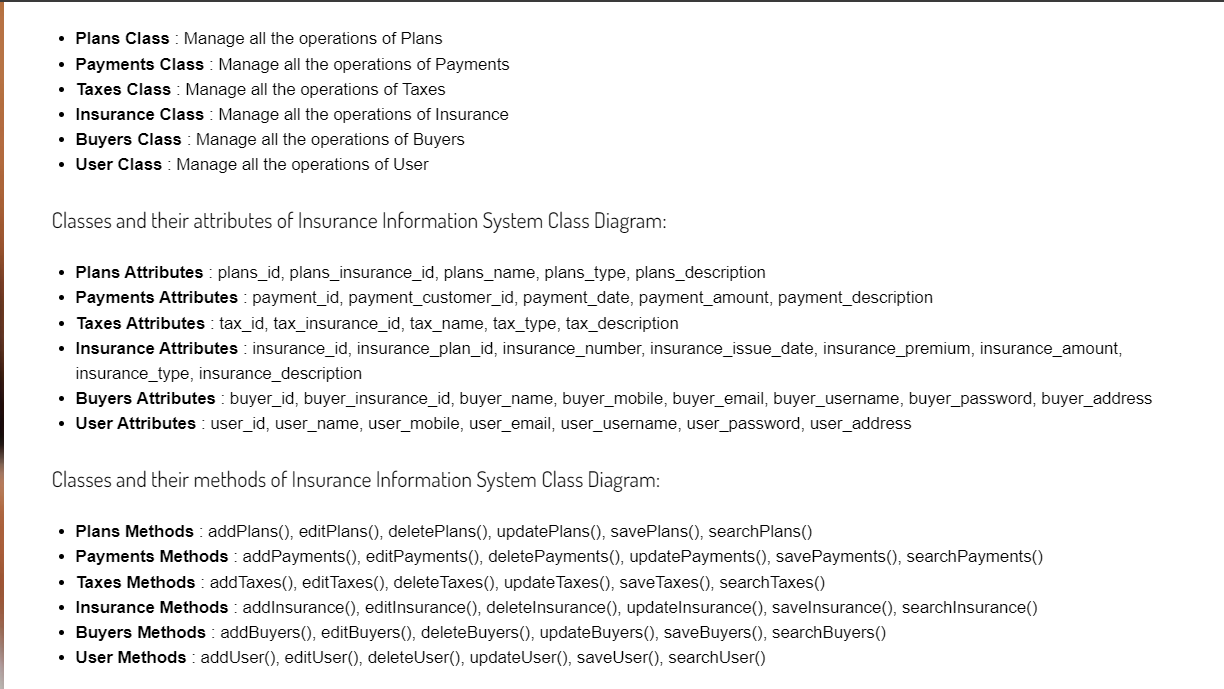 • Plans Class : Manage all the operations of Plans
• Payments Class : Manage all the operations of Payments
• Taxes Class : Manage all the operations of Taxes
• Insurance Class : Manage all the operations of Insurance
• Buyers Class : Manage all the operations of Buyers
• User Class : Manage all the operations of User
Classes and their attributes of Insurance Information System Class Diagram:
• Plans Attributes : plans_id, plans_insurance_id, plans_name, plans_type, plans_description
• Payments Attributes : payment_id, payment_customer_id, payment_date, payment_amount, payment_description
• Taxes Attributes : tax_id, tax_insurance_id, tax_name, tax_type, tax_description
• Insurance Attributes : insurance_id, insurance_plan_id, insurance_number, insurance_issue_date, insurance_premium, insurance_amount,
insurance_type, insurance_description
• Buyers Attributes : buyer_id, buyer_insurance_id, buyer_name, buyer_mobile, buyer_email, buyer_username, buyer_password, buyer_address
• User Attributes : user_id, user_name, user_mobile, user_email, user_username, user_password, user_address
Classes and their methods of Insurance Information System Class Diagram:
• Plans Methods : addPlans(), editPlans(), deletePlans(), updatePlans(), savePlans(), searchPlans()
• Payments Methods : addPayments(), editPayments(), deletePayments(), updatePayments(), savePayments(), searchPayments()
• Taxes Methods : addTaxes(), editTaxes(), deleteTaxes(), updateTaxes(), saveTaxes(), searchTaxes()
• Insurance Methods : addInsurance(), editInsurance(), deleteInsurance(), updateInsurance(), saveInsurance(), searchInsurance()
• Buyers Methods : addBuyers(), editBuyers(), deleteBuyers(), updateBuyers(), saveBuyers(), searchBuyers()
• User Methods : addUser(), editUser(), deleteUser(), updateUser(), saveUser(), searchUser()